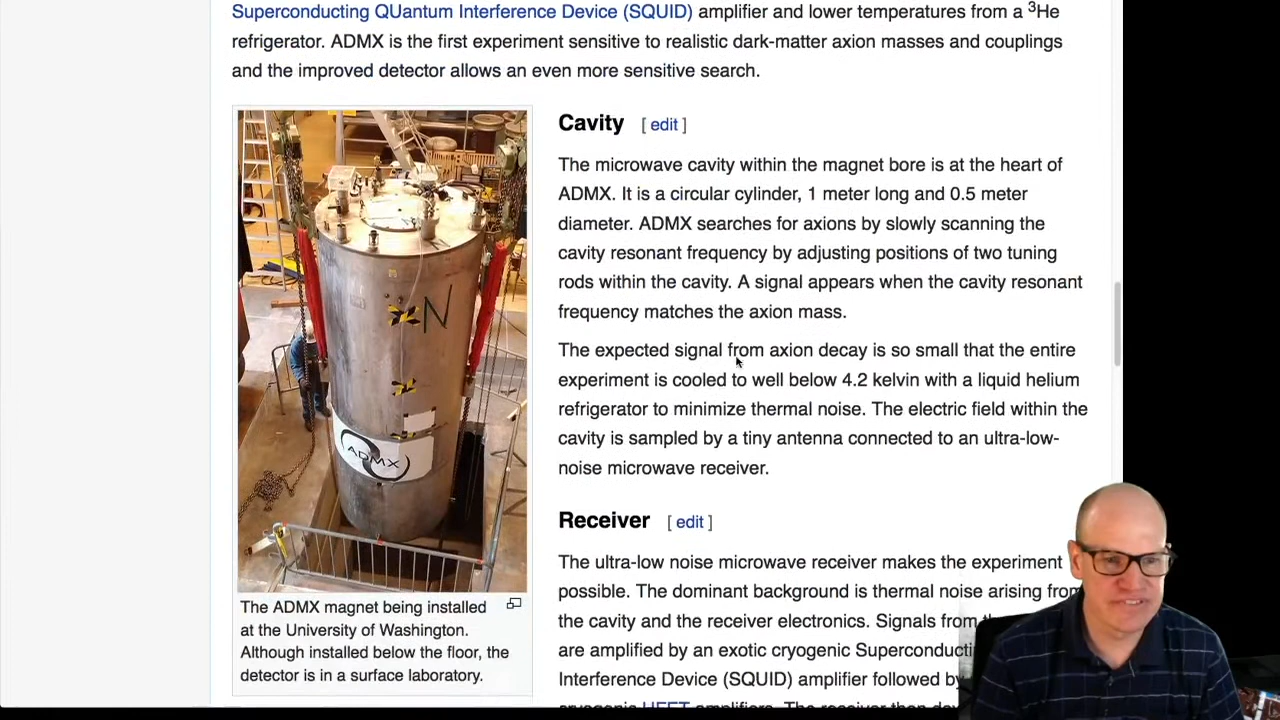 Superconducting QUantum Interference Device (SQUID) amplifier and lower temperatures from a ³He
refrigerator. ADMX is the first experiment sensitive to realistic dark-matter axion masses and couplings
and the improved detector allows an even more sensitive search.
N
ADMX
The ADMX magnet being installed
at the University of Washington.
Although installed below the floor, the
detector is in a surface laboratory.
Cavity [ edit ]
The microwave cavity within the magnet bore is at the heart of
ADMX. It is a circular cylinder, 1 meter long and 0.5 meter
diameter. ADMX searches for axions by slowly scanning the
cavity resonant frequency by adjusting positions of two tuning
rods within the cavity. A signal appears when the cavity resonant
frequency matches the axion mass.
The expected signal from axion decay is so small that the entire
experiment is cooled to well below 4.2 kelvin with a liquid helium
refrigerator to minimize thermal noise. The electric field within the
cavity is sampled by a tiny antenna connected to an ultra-low-
noise microwave receiver.
Receiver [ edit ]
The ultra-low noise microwave receiver makes the experiment
possible. The dominant background is thermal noise arising from
the cavity and the receiver electronics. Signals from
are amplified by an exotic cryogenic
Interference Device (SQUID) amplifier followed by
cryogenic HFET amplifiers. The receiver then